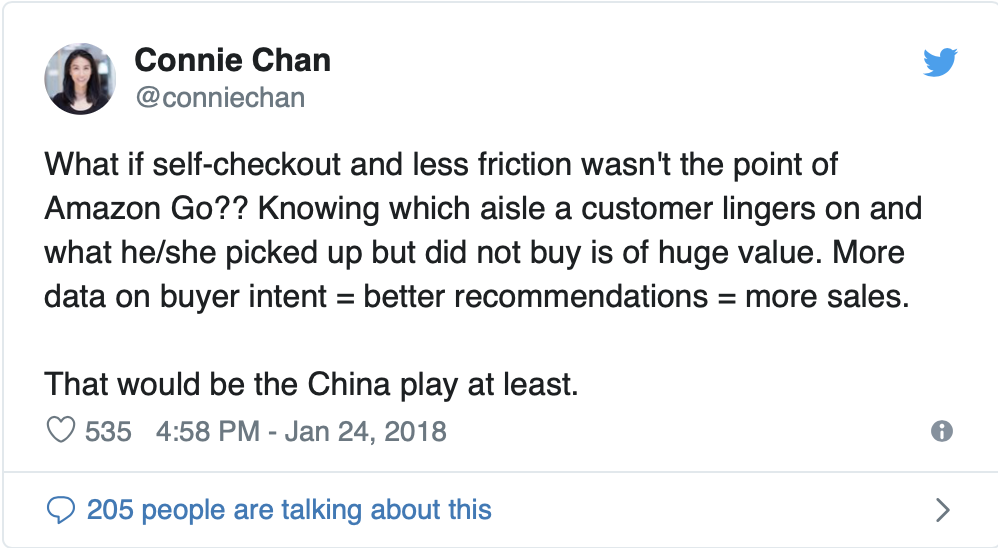 Connie Chan
@conniechan
What if self-checkout and less friction wasn't the point of
Amazon Go?? Knowing which aisle a customer lingers on and
what he/she picked up but did not buy is of huge value. More
data on buyer intent = better recommendations = more sales.
That would be the China play at least.
535 4:58 PM - Jan 24, 2018
205 people are talking about this